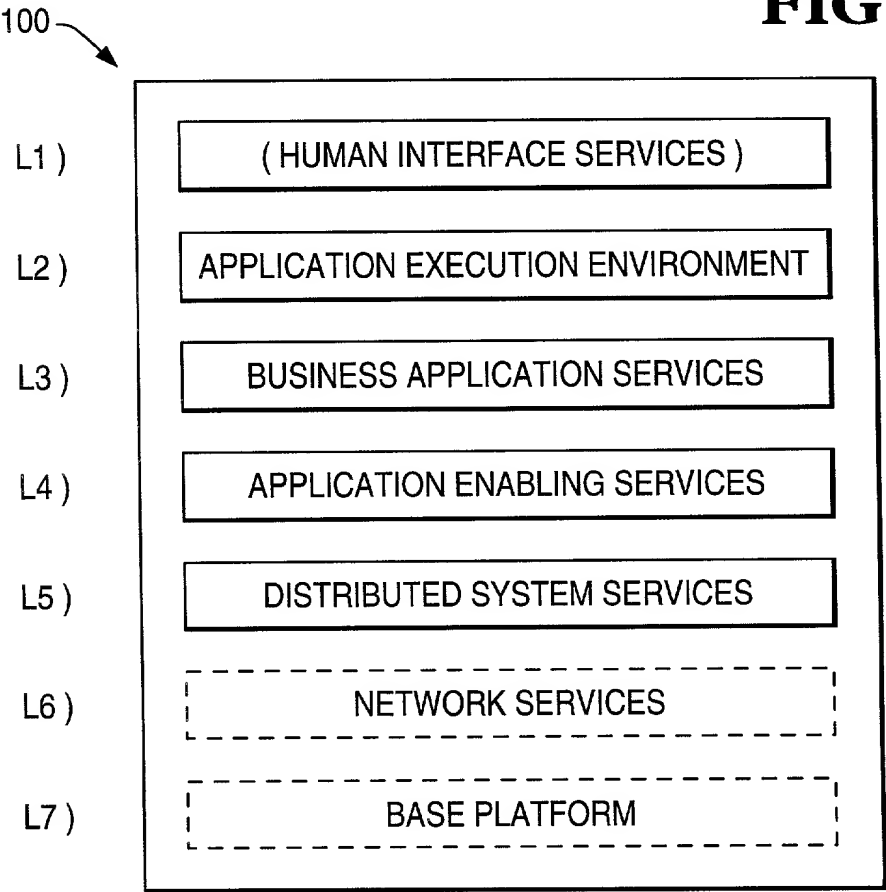 FIG
100
L1 ) ( HUMAN INTERFACE SERVICES )
L2 ) APPLICATION EXECUTION ENVIRONMENT
L3 ) BUSINESS APPLICATION SERVICES
L4 ) APPLICATION ENABLING SERVICES
L5 ) DISTRIBUTED SYSTEM SERVICES
L6 ) NETWORK SERVICES
L7 ) BASE PLATFORM